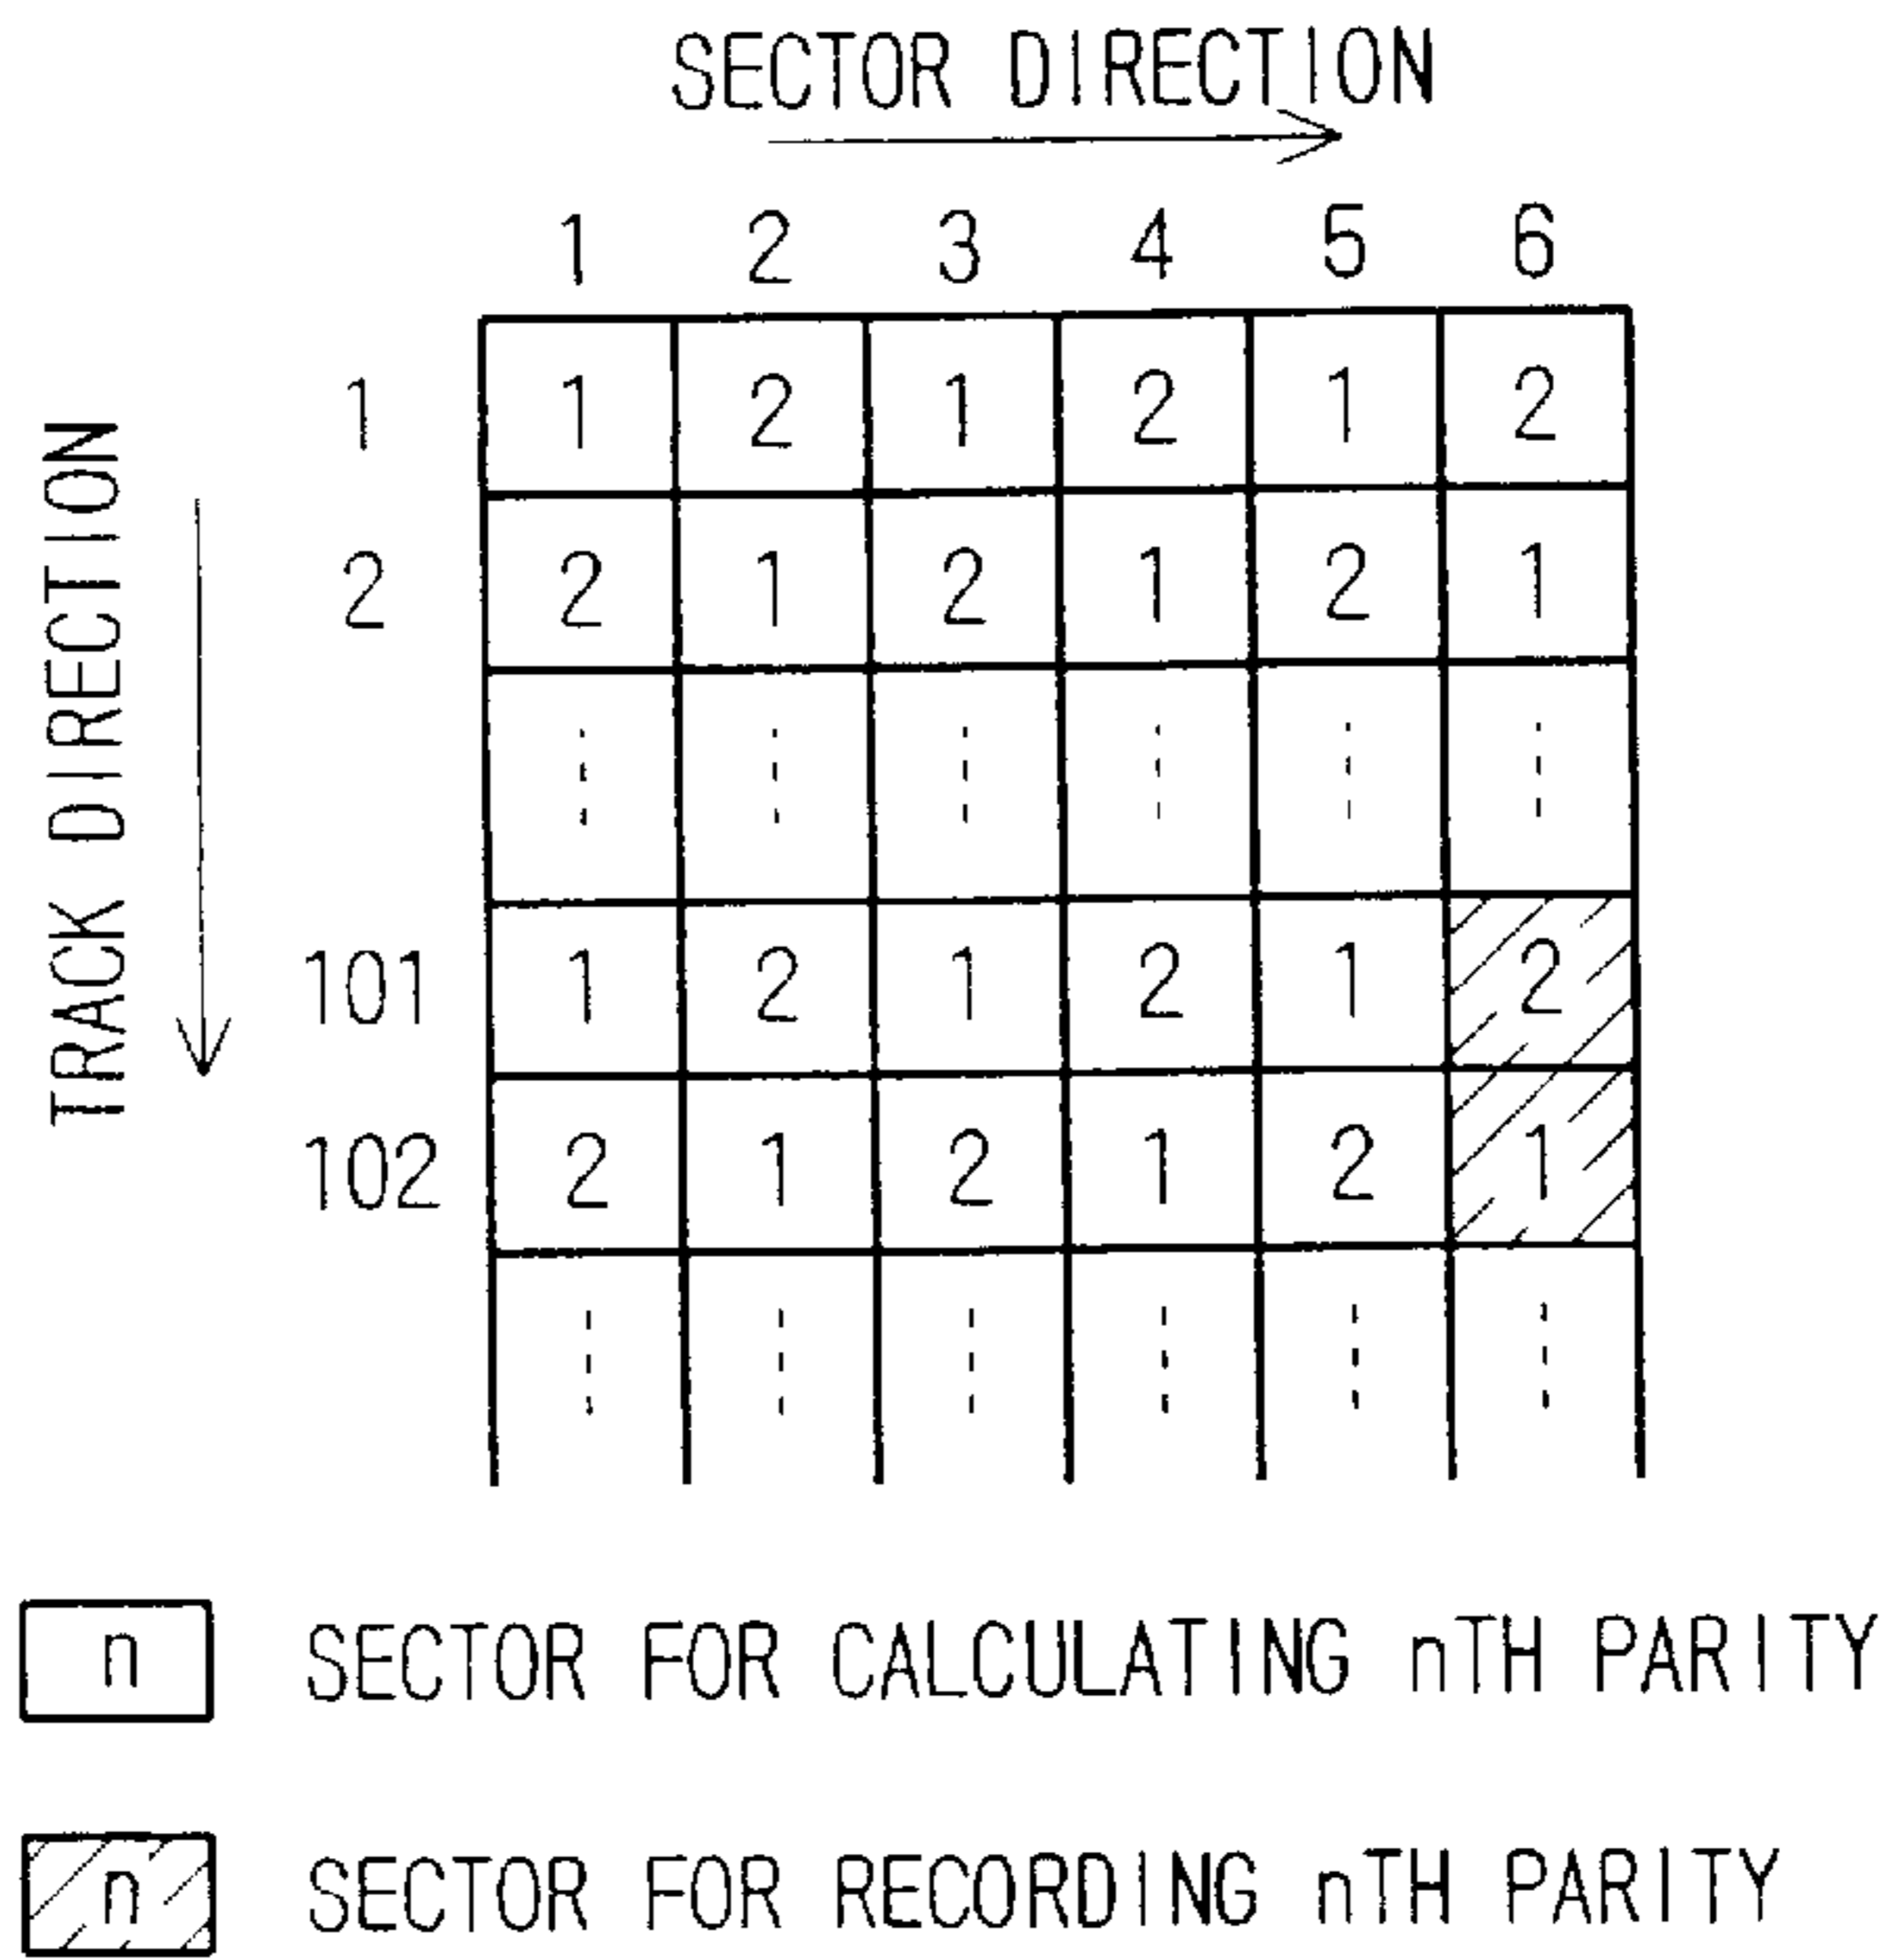 SECTOR DIRECTION
1 2 3 4 5 6
TRACK DIRECTION
1 1 2 1 2 1 2
2 2 1 2 1 2 1
101 1 2 1 2 1 2
102 2 1 2 1 2 1
n SECTOR FOR CALCULATING nTH PARITY
n SECTOR FOR RECORDING nTH PARITY